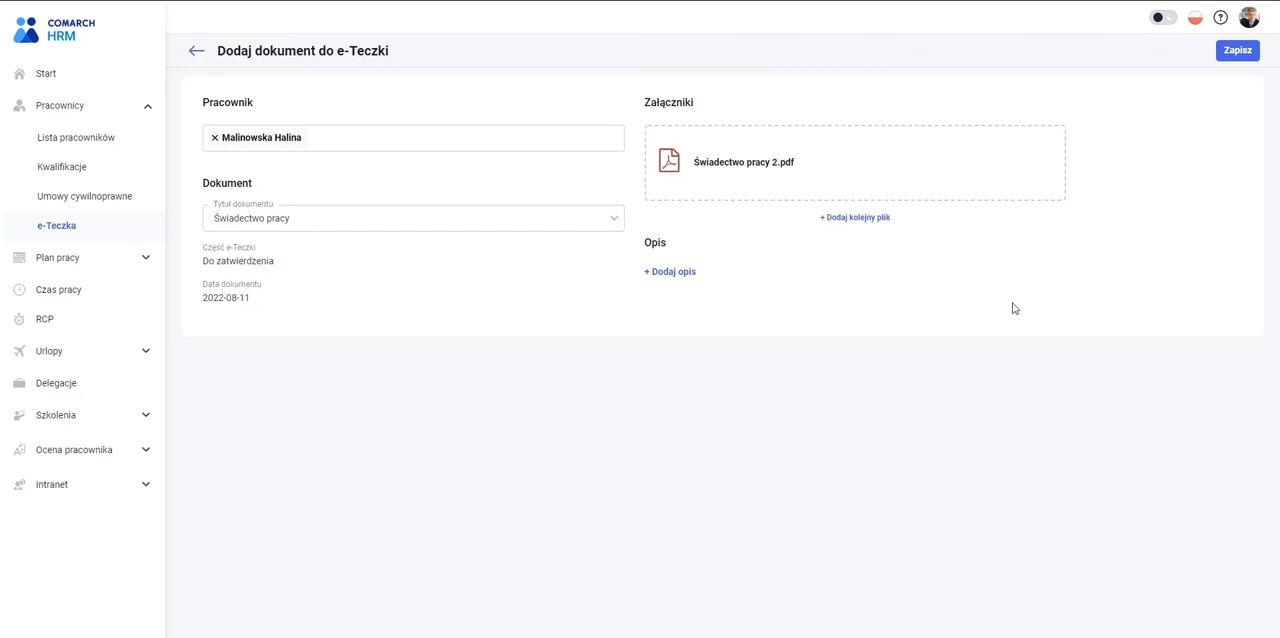 COMARCH
HRM
Start
Pracownicy
Lista pracowników
Kwalifikacje
Umowy cywilnoprawne
e-Teczka
Plan pracy
Czas pracy
RCP
Urlopy
Delegacje
Szkolenia
Ocena pracownika
Intranet
Dodaj dokument do e-Teczki
Zapisz
Pracownik
× Malinowska Halina
Dokument
Tytuł dokumentu
Świadectwo pracy
Część e-Teczki
Do zatwierdzenia
Data dokumentu
2022-08-11
Załączniki
Świadectwo pracy 2.pdf
+ Dodaj kolejny plik
Opis
+ Dodaj opis